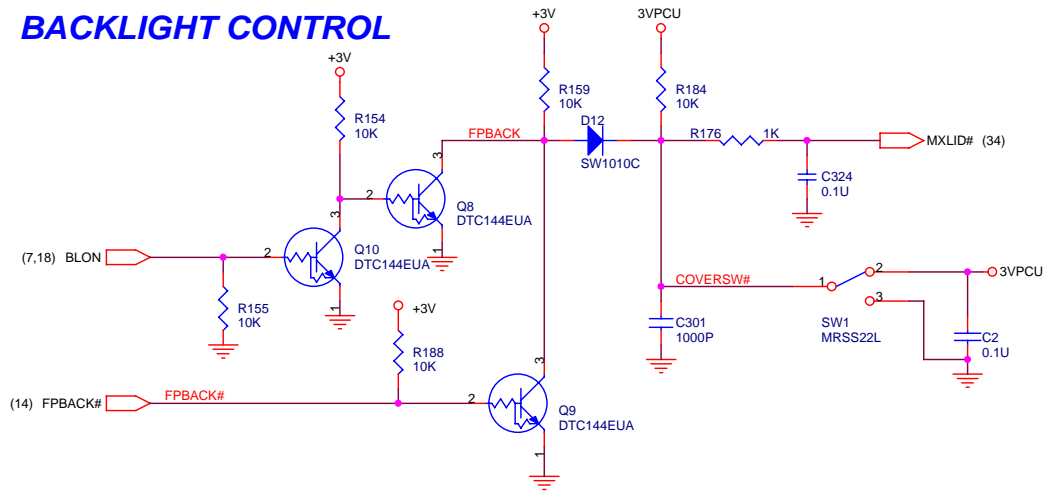 BACKLIGHT CONTROL
+3V
3VPCU
+3V
R159
10K
R184
10K
R154
10K
D12
FPBACK
R176
1K
MXLID# (34)
SW1010C
3
C324
0.1U
2
Q8
DTC144EUA
3
1
(7,18) BLON
2
Q10
DTC144EUA
1
COVERSW#
1
2
3VPCU
3
R155
10K
+3V
C301
1000P
SW1
MRSS22L
C2
0.1U
R188
10K
3
(14) FPBACK#
FPBACK#
2
Q9
DTC144EUA
1